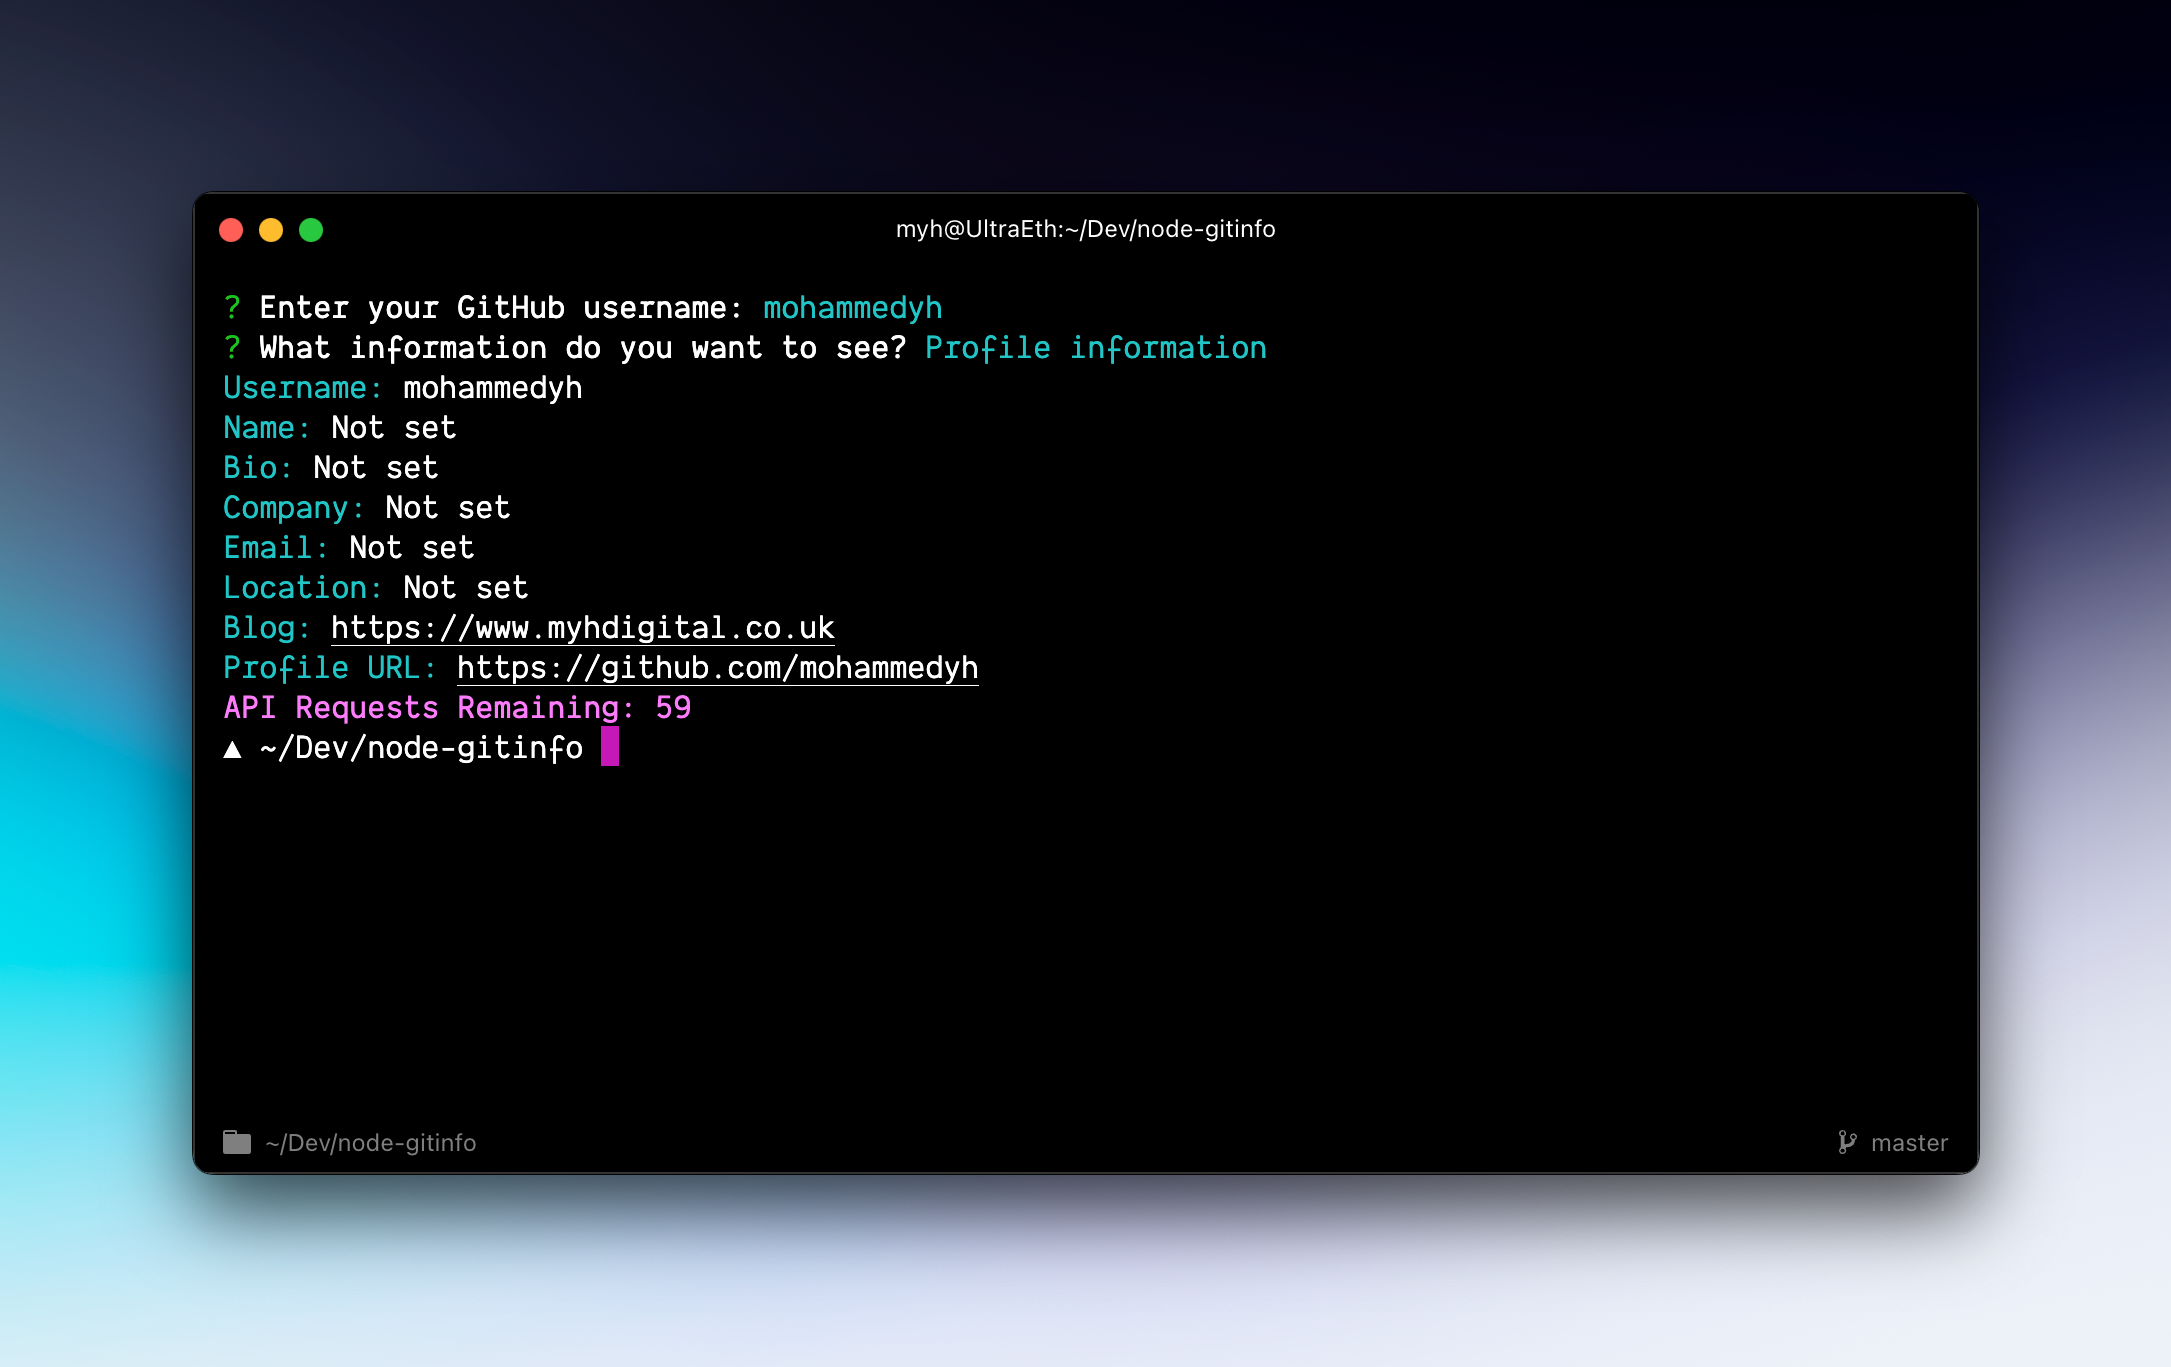 myh@UltraEth:~/Dev/node-gitinfo
? Enter your GitHub username: mohammedyh
? What information do you want to see? Profile information
Username: mohammedyh
Name: Not set
Bio: Not set
Company: Not set
Email: Not set
Location: Not set
Blog: https://www.myhdigital.co.uk
Profile URL: https://github.com/mohammedyh
API Requests Remaining: 59
▲ ~/Dev/node-gitinfo
~/Dev/node-gitinfo
master